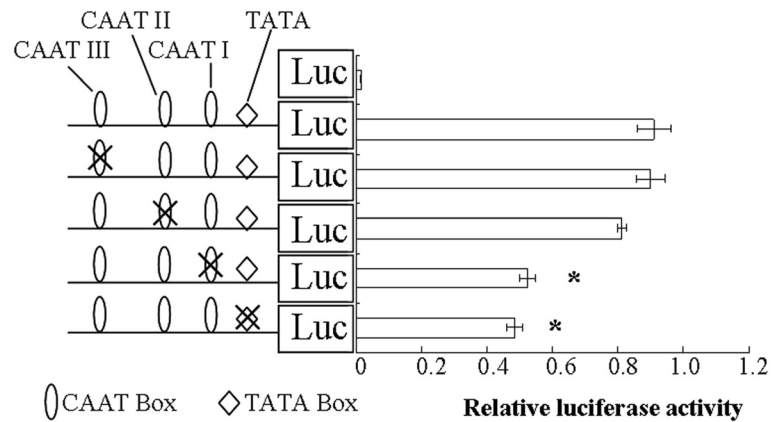 CAAT II
TATA
CAAT III
CAAT I
Luc
Luc
Luc
Luc
Luc
*
Luc
*
0 0.2 0.4 0.6 0.8 1.0 1.2
CAAT Box
TATA Box
Relative luciferase activity